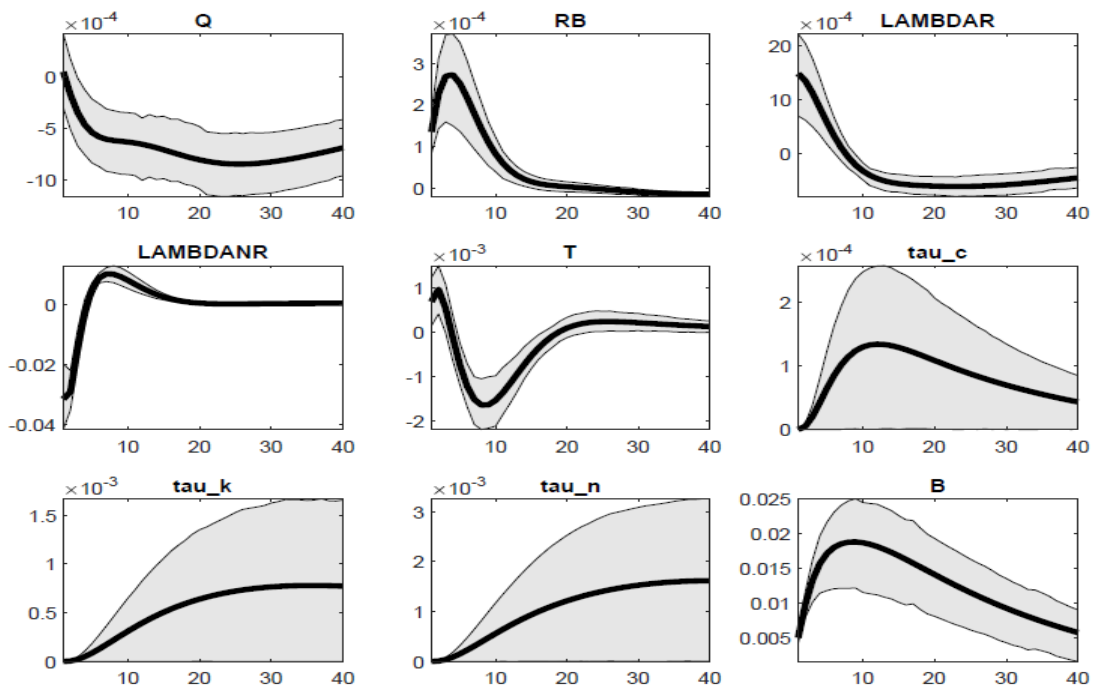 ×10⁻⁴ Q ×10⁻⁴ RB LAMBDAR
0 -5 -10
3 2 1 0
20 10 0
10 20 30 40 10 20 30 40 10 20 30 40
LAMBDANR ×10⁻³ T ×10⁻⁴ tau_c
0 -0.02 -0.04
1 0 -1 -2
2 1 0
10 20 30 40 10 20 30 40 10 20 30 40
×10⁻³ tau_k ×10⁻³ tau_n B
1.5 1 0.5 0
3 2 1 0
0.025 0.02 0.015 0.01 0.005
10 20 30 40 10 20 30 40 10 20 30 40
×10⁻⁴